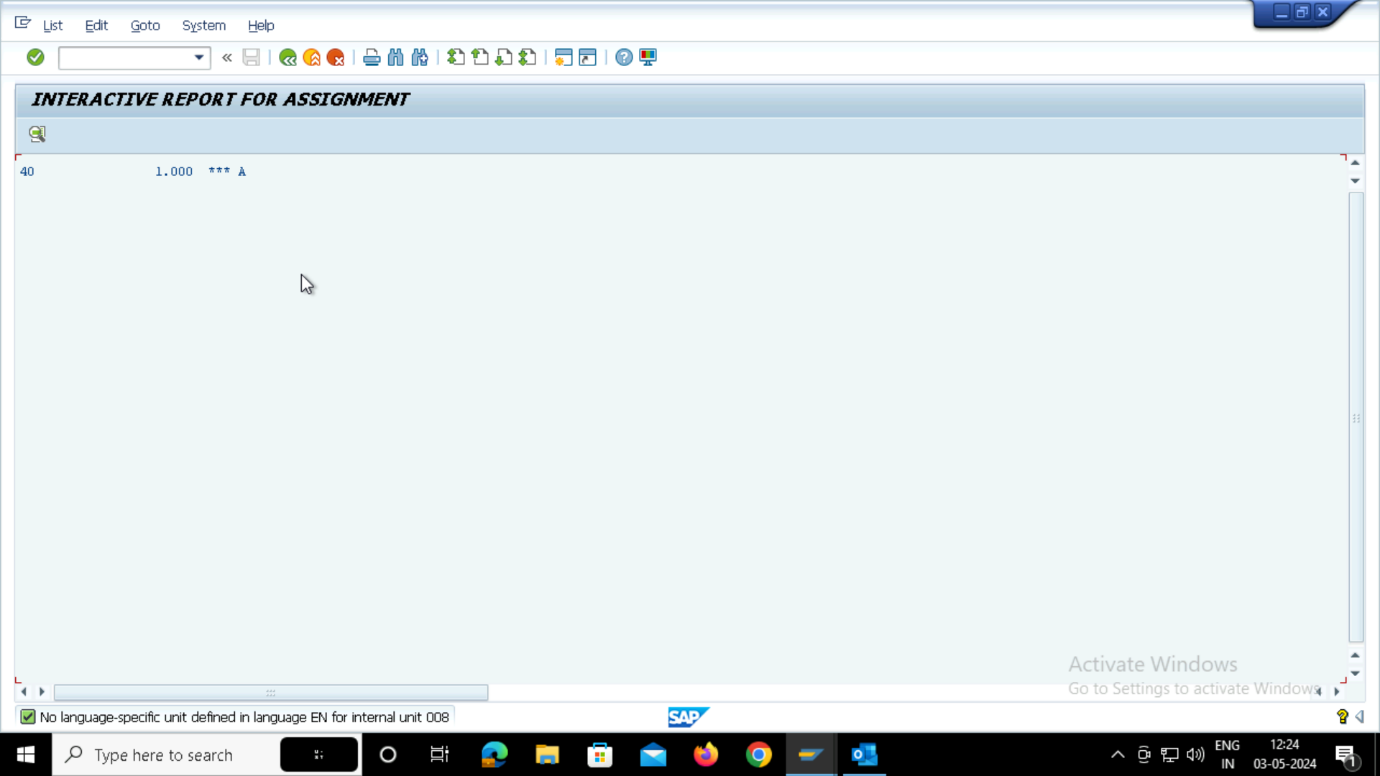 List Edit Goto System Help
INTERACTIVE REPORT FOR ASSIGNMENT
40 1.000 *** A
Activate Windows
Go to Settings to activate Windows
No language-specific unit defined in language EN for internal unit 008
SAP
Type here to search
ENG
IN
12:24
03-05-2024
1